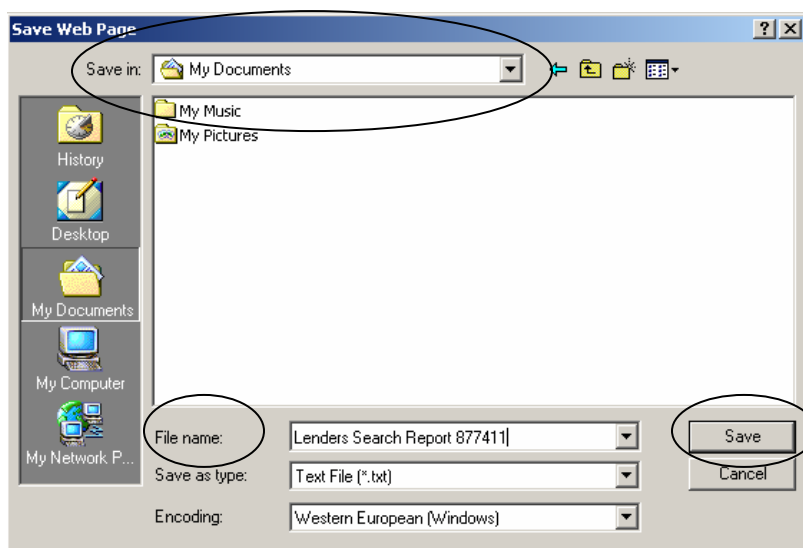 Save Web Page
Save in: My Documents
My Music
My Pictures
History
Desktop
My Documents
My Computer
My Network P...
File name: Lenders Search Report 877411
Save
Save as type: Text File (*.txt)
Cancel
Encoding: Western European (Windows)